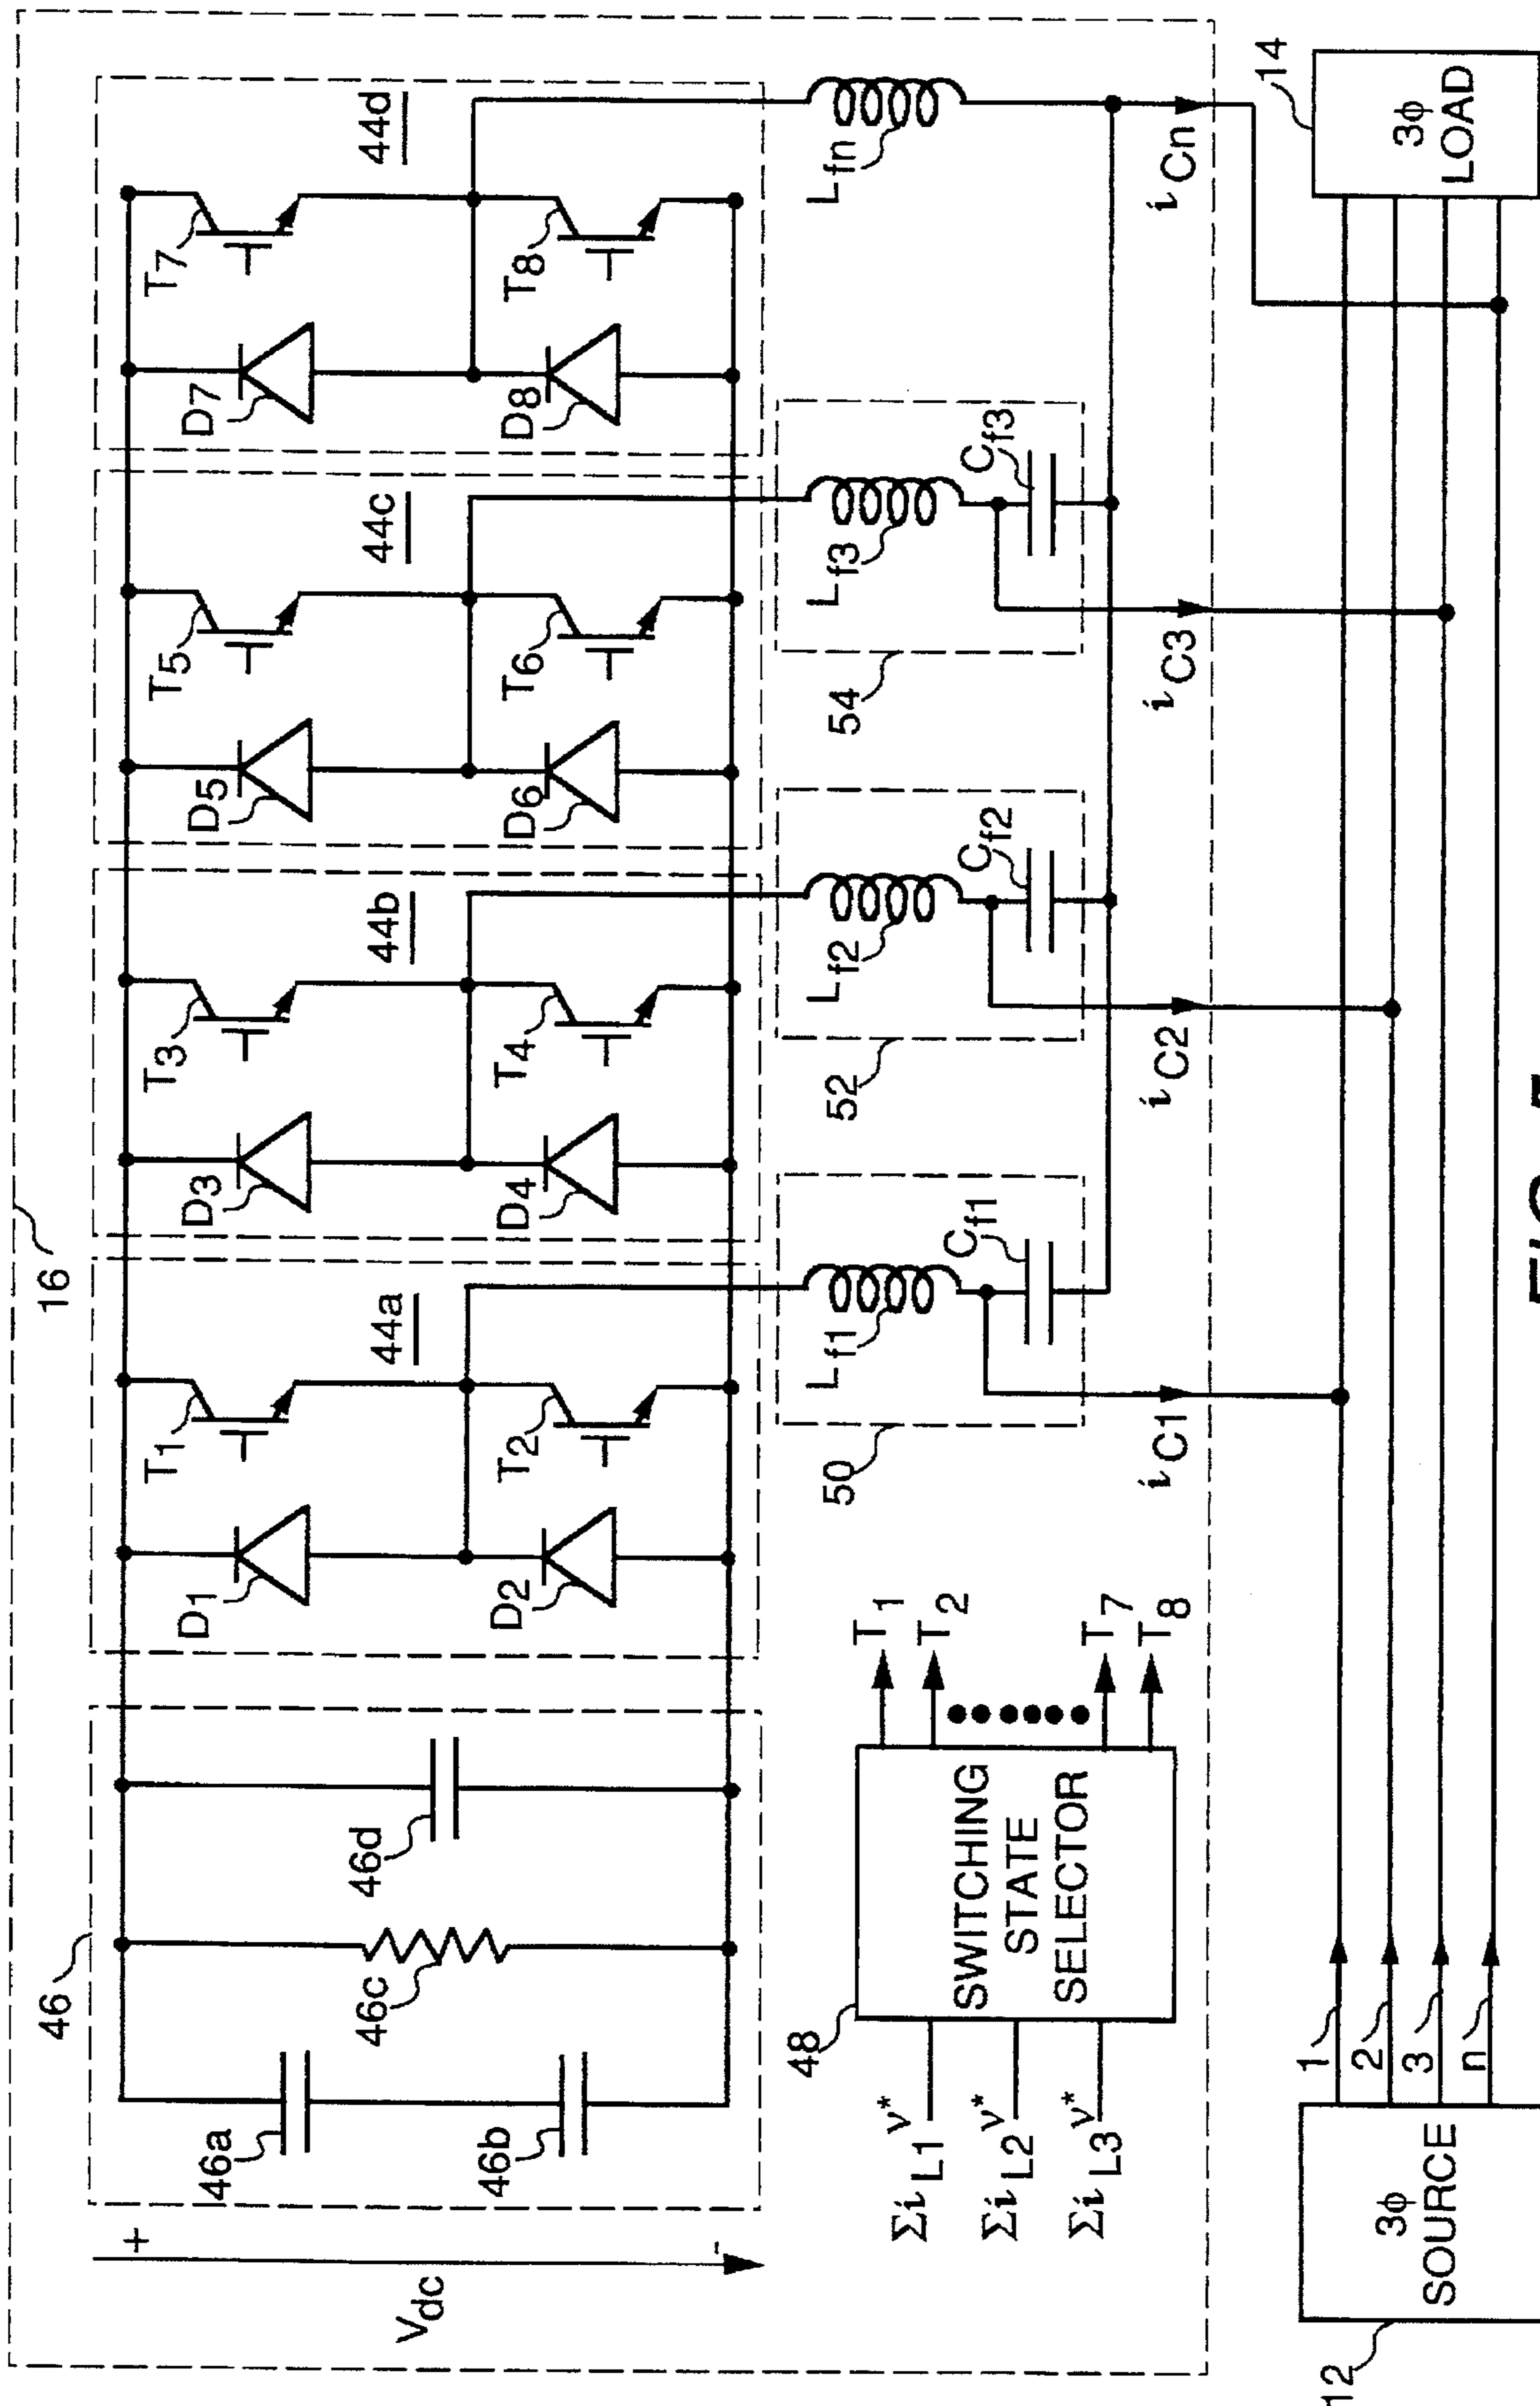 16
46
46a
46b
46c
46d
+
-
Vdc
44a
44b
44c
44d
T1
T3
T5
T7
D1
D3
D5
D7
T2
T4
T6
T8
D2
D4
D6
D8
48
Σi L1 ν*
Σi L2 ν*
Σi L3 ν*
SWITCHING
STATE
SELECTOR
T1
T2
T7
T8
50
52
54
Lf1
Lf2
Lf3
Lfn
Cf1
Cf2
Cf3
iC1
iC2
iC3
iCn
12
3ϕ
SOURCE
1
2
3
n
14
3ϕ
LOAD